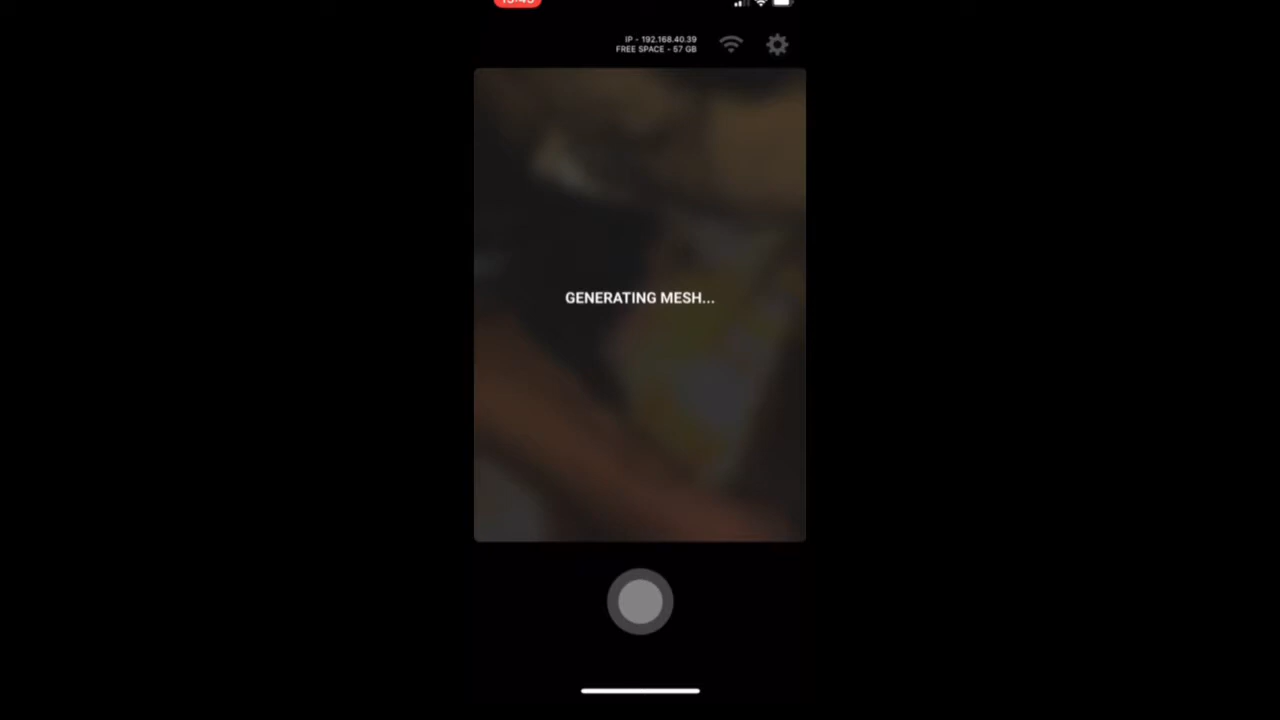 IP - 192.168.40.39
FREE SPACE - 57 GB
GENERATING MESH...